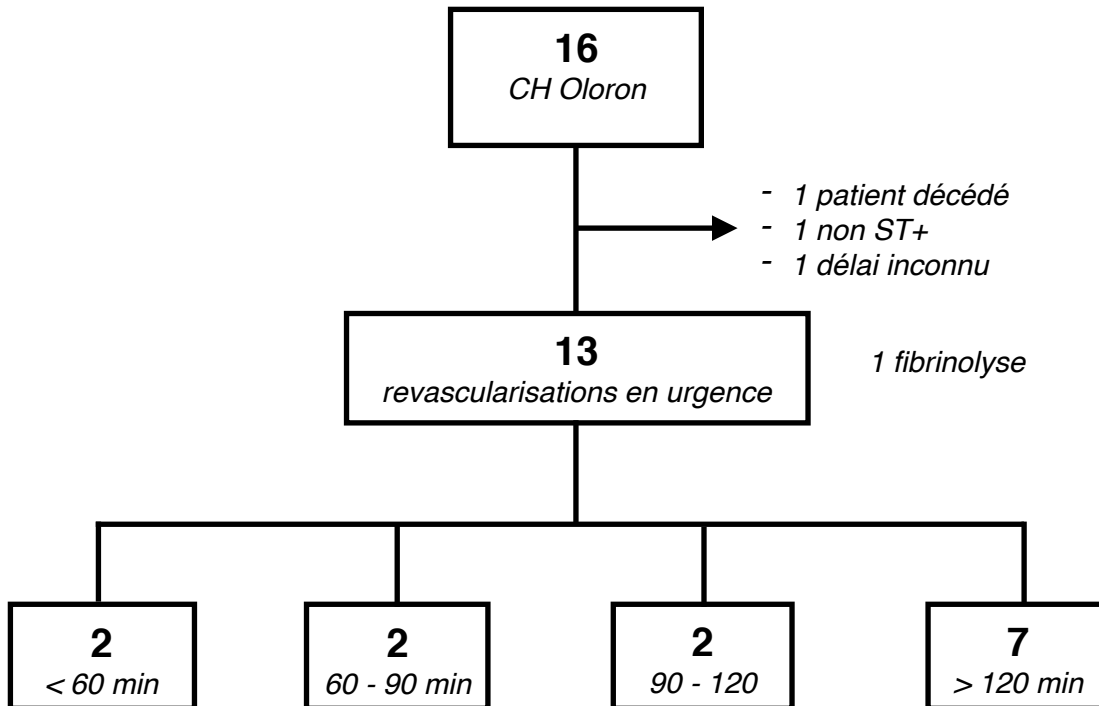 16
CH Oloron
- 1 patient décédé
- 1 non ST+
- 1 délai inconnu
13
revascularisations en urgence
1 fibrinolyse
2
< 60 min
2
60 - 90 min
2
90 - 120
7
> 120 min